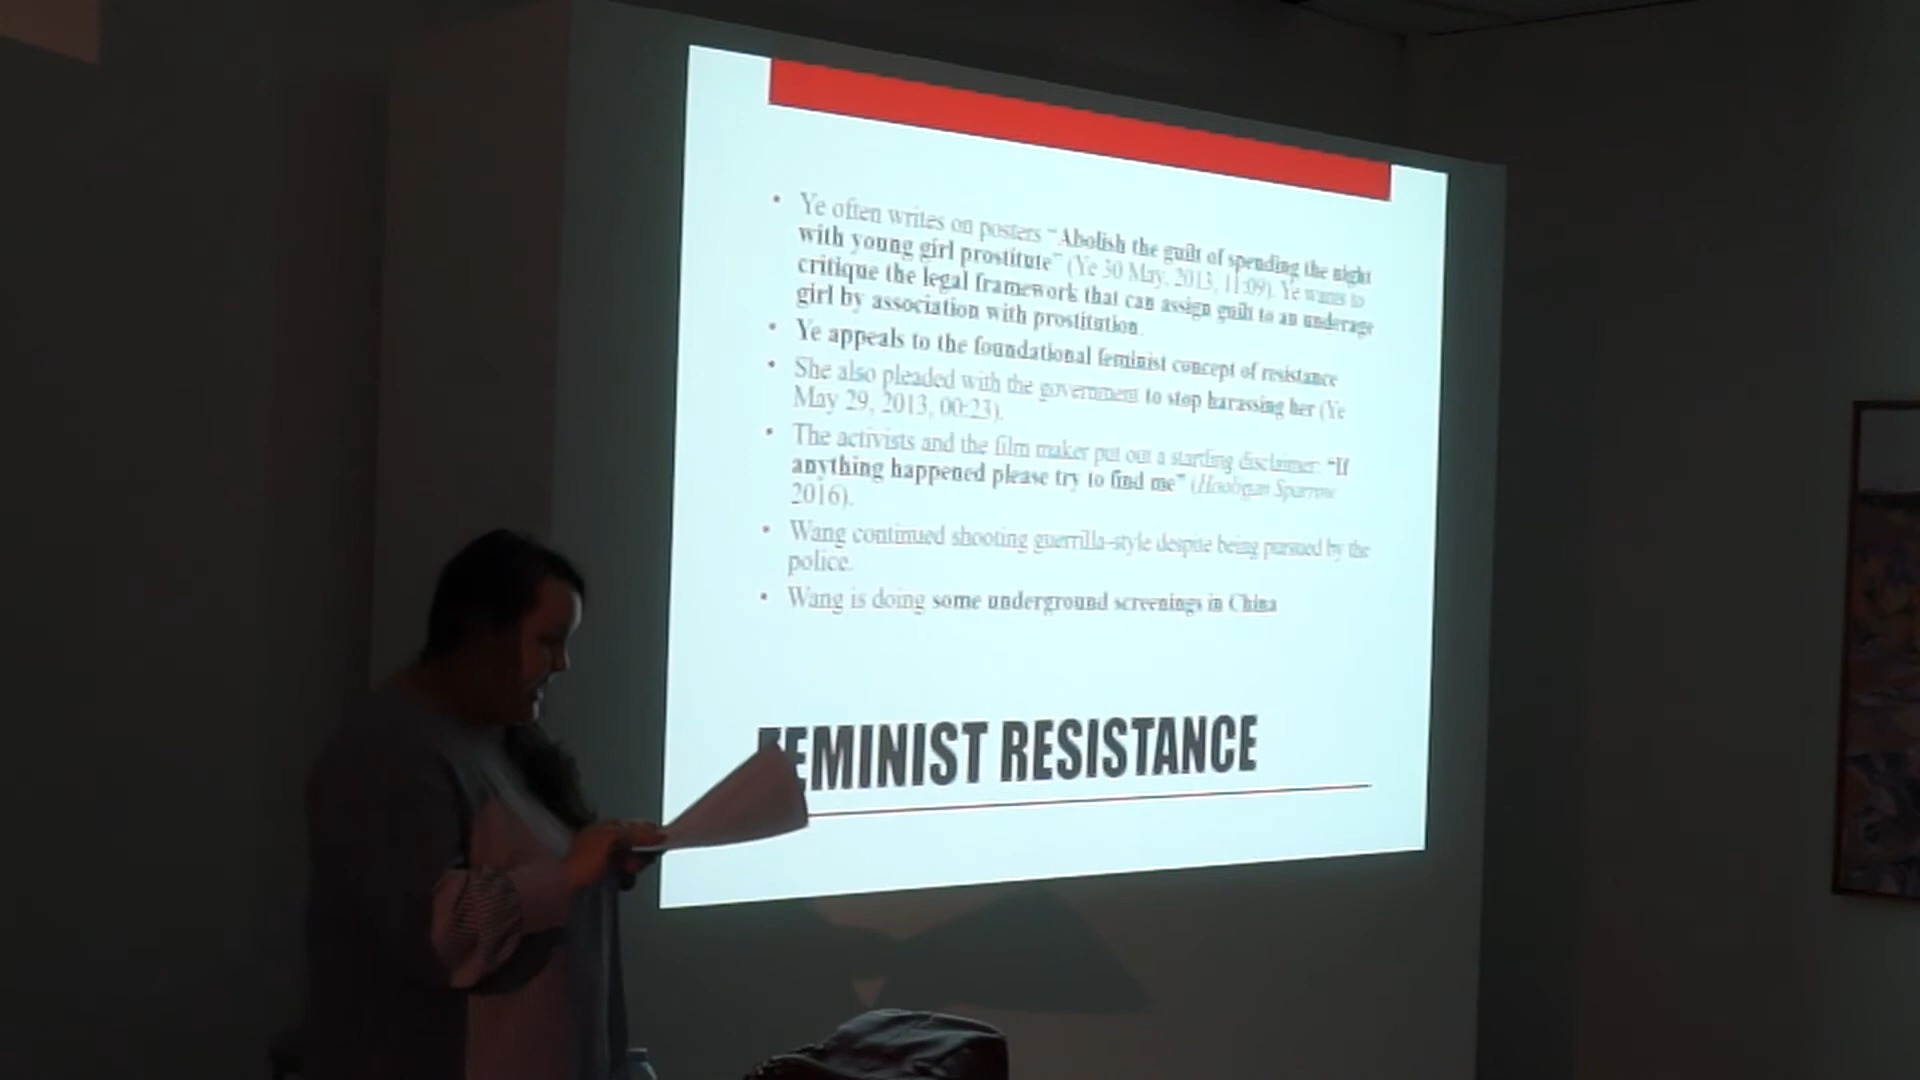 • Ye often writes on posters “Abolish the guilt of spending the night
with young girl prostitute” (Ye 30 May, 2013, 11:09). Ye wants to
critique the legal framework that can assign guilt to an underage
girl by association with prostitution.
• Ye appeals to the foundational feminist concept of resistance
• She also pleaded with the government to stop harassing her (Ye
May 29, 2013, 00:23).
• The activists and the film maker put out a startling disclaimer: “If
anything happened please try to find me” (Hooligan Sparrow
2016).
• Wang continued shooting guerrilla-style despite being pursued by the
police.
• Wang is doing some underground screenings in China
FEMINIST RESISTANCE